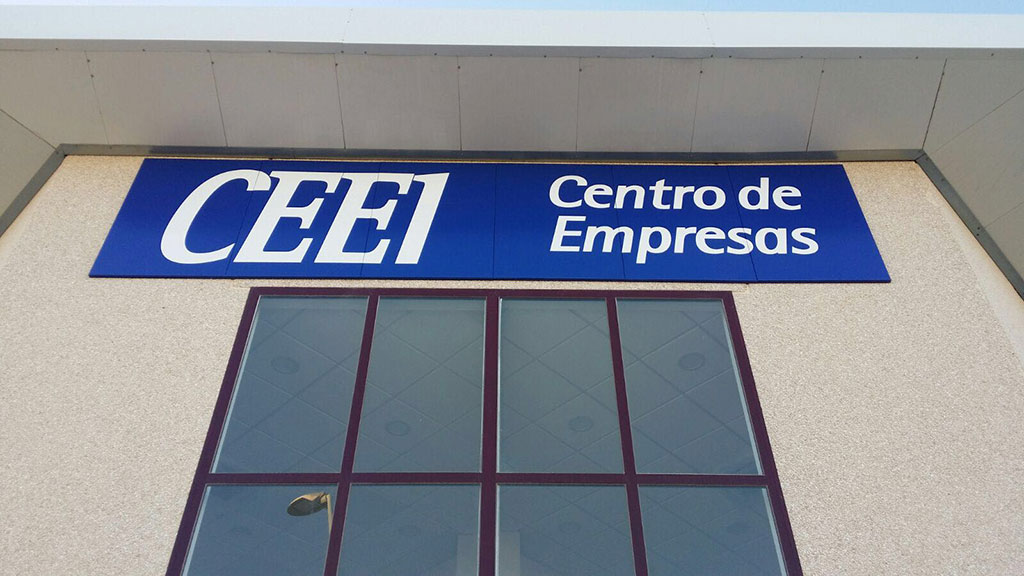 CEEI
Centro de
Empresas